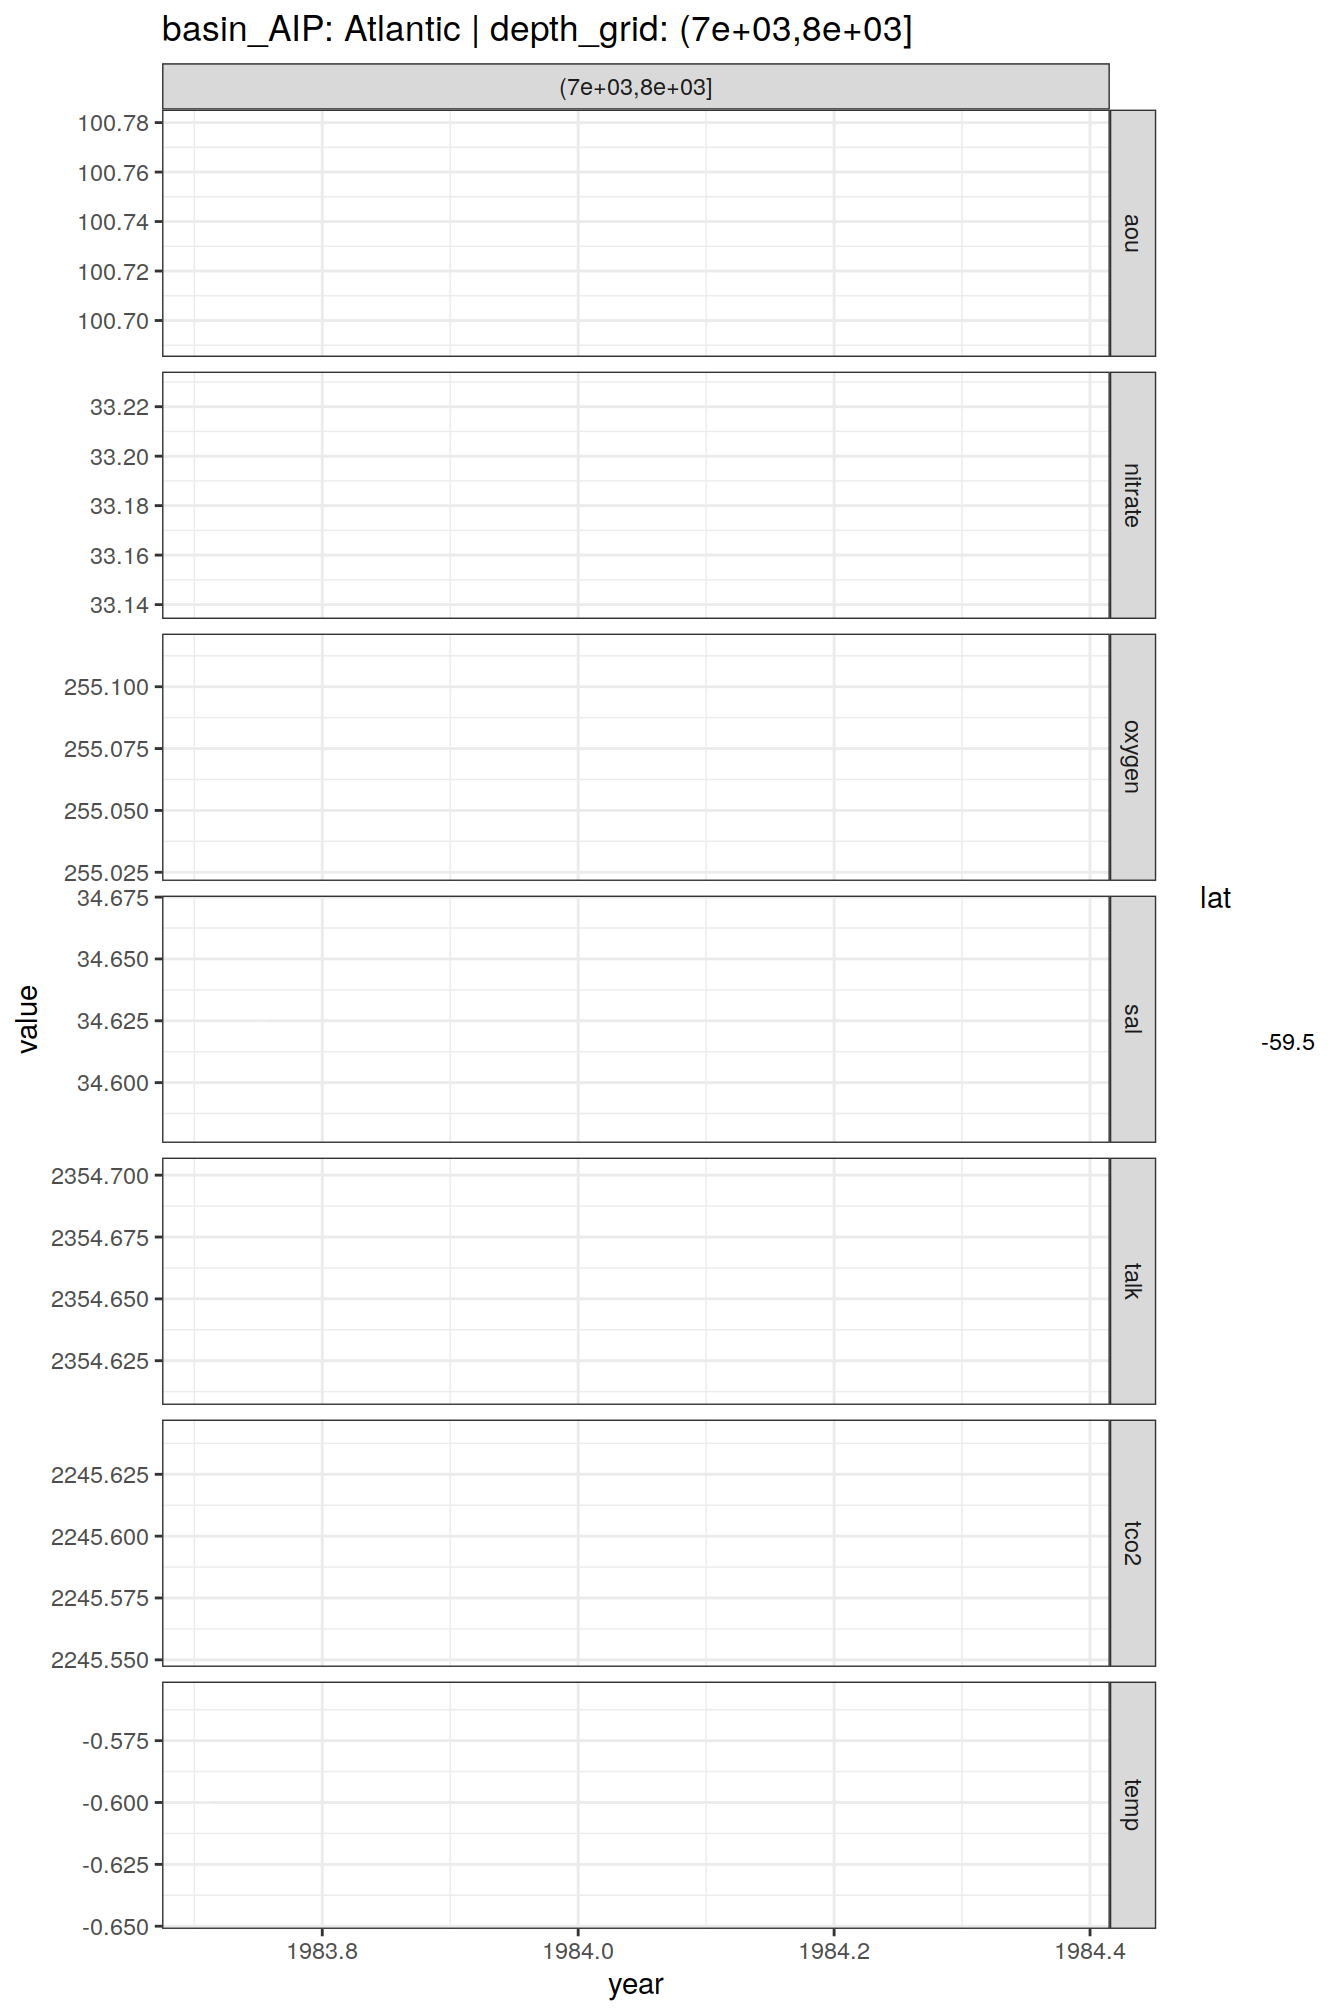 basin_AIP: Atlantic | depth_grid: (7e+03,8e+03]
(7e+03,8e+03]
100.78
100.76
100.74
100.72
100.70
aou
33.22
33.20
33.18
33.16
33.14
nitrate
255.100
255.075
255.050
255.025
oxygen
34.675
34.650
34.625
34.600
sal
2354.700
2354.675
2354.650
2354.625
talk
2245.625
2245.600
2245.575
2245.550
tco2
-0.575
-0.600
-0.625
-0.650
temp
1983.8 1984.0 1984.2 1984.4
year
value
lat
-59.5